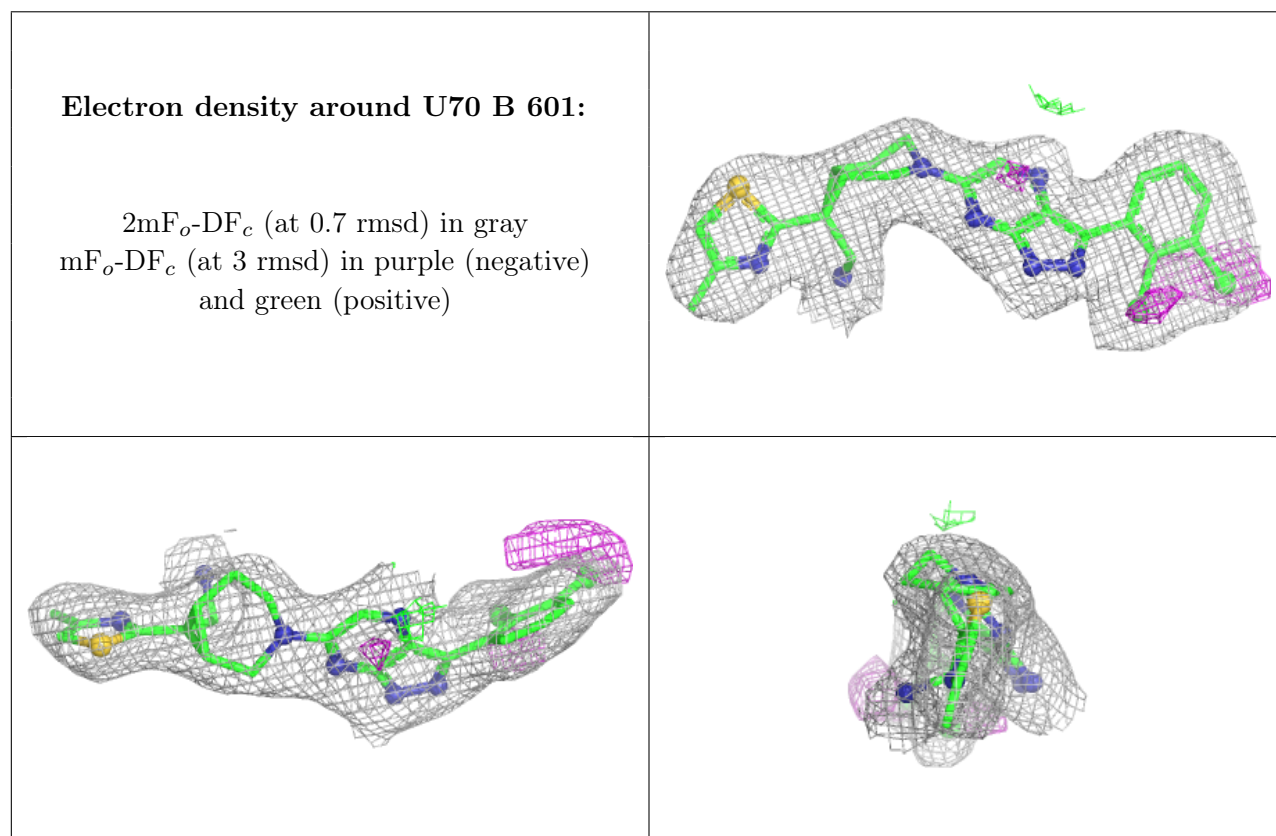 Electron density around U70 B 601:
2mFₒ-DF𝑐 (at 0.7 rmsd) in gray
mFₒ-DF𝑐 (at 3 rmsd) in purple (negative)
and green (positive)